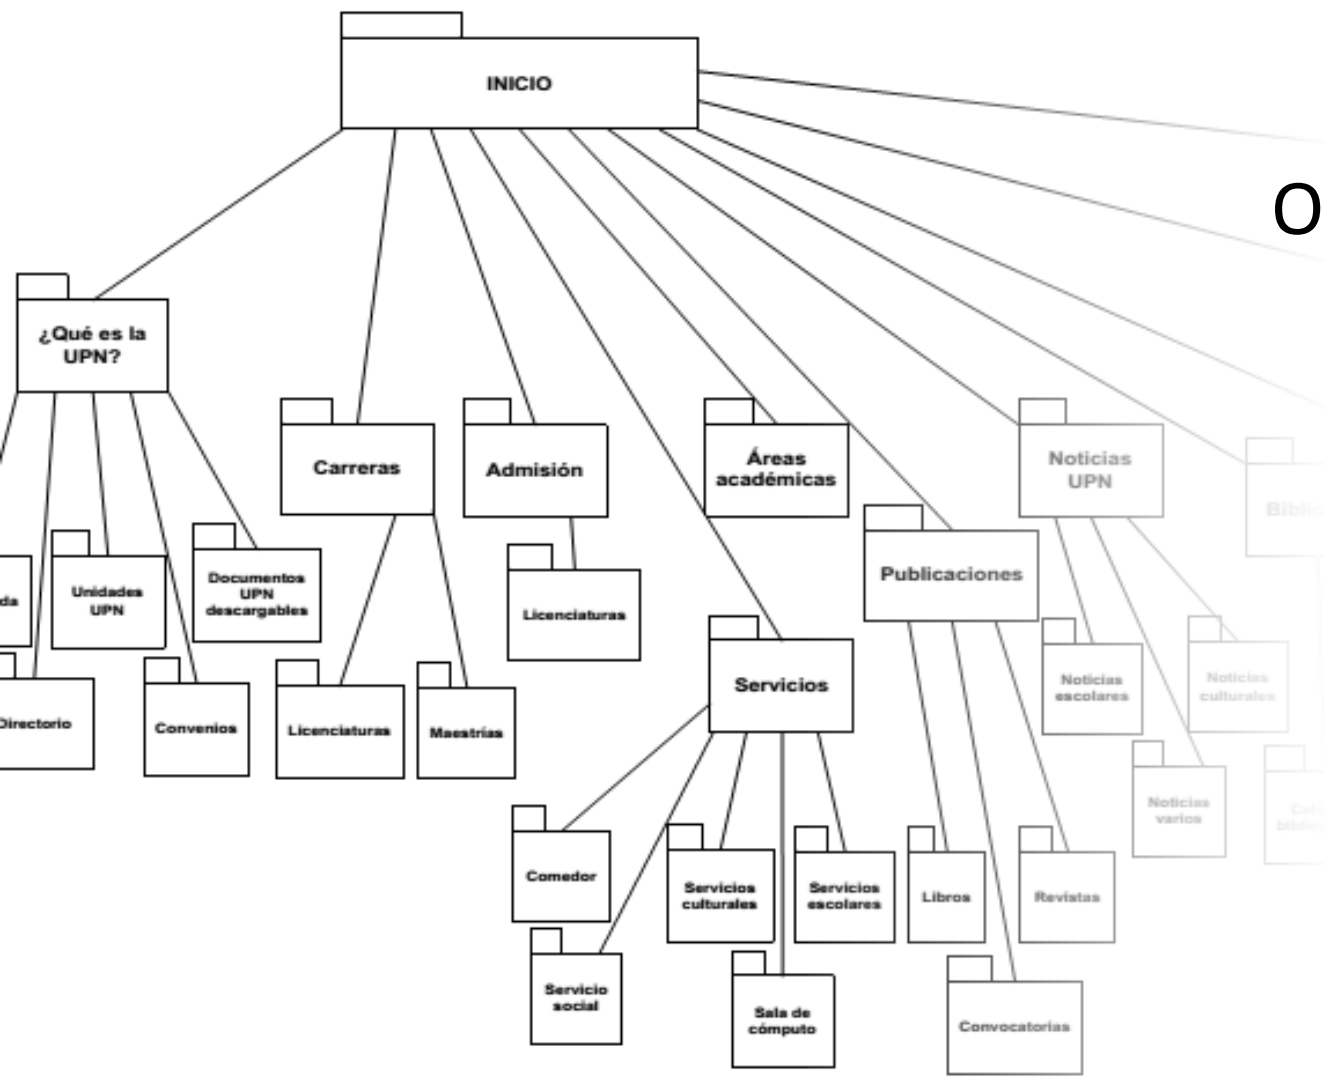 INICIO
O
¿Qué es la
UPN?
Carreras
Admisión
Áreas
académicas
Noticias
UPN
Publicaciones
da
Unidades
UPN
Documentos
UPN
descargables
Licenciaturas
Servicios
Noticias
escolares
Noticias
culturales
Directorio
Convenios
Licenciaturas
Maestrías
Noticias
varios
Comedor
Servicios
culturales
Servicios
escolares
Libros
Revistas
Servicio
social
Sala de
cómputo
Convocatorias